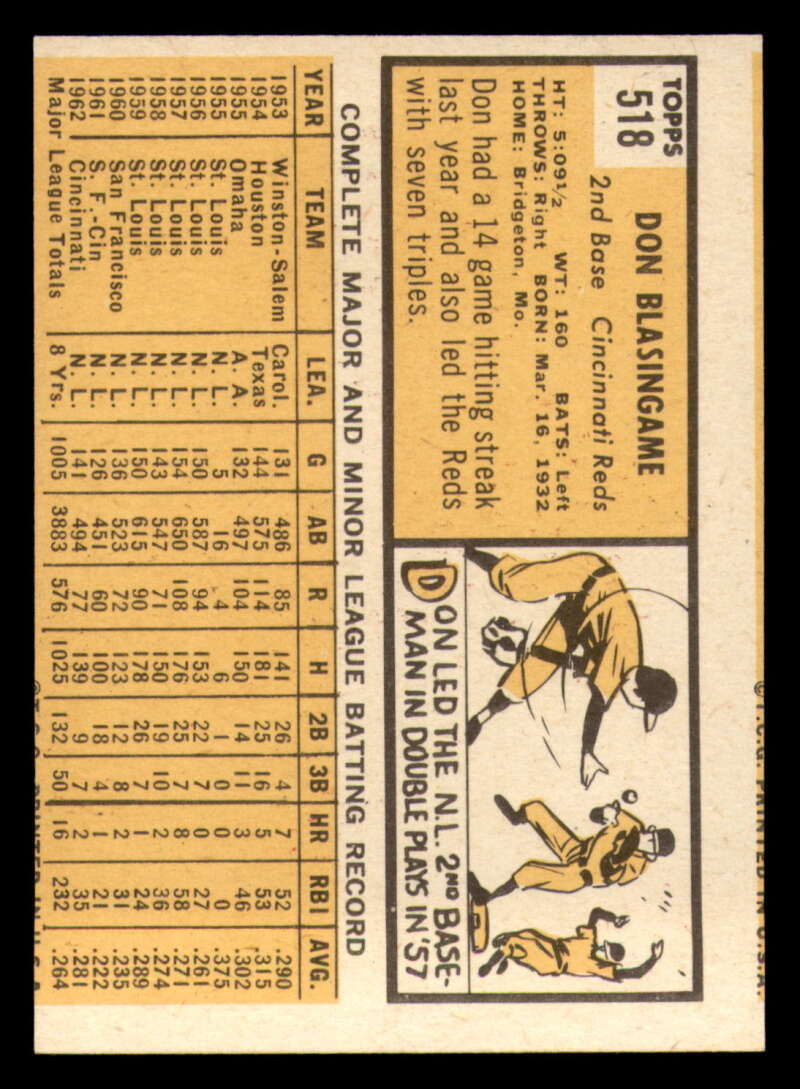 TOPPS
518
DON BLASINGAME
2nd Base Cincinnati Reds
HT: 5:09½ WT: 160 BATS: Left
THROWS: Right BORN: Mar. 16, 1932
HOME: Bridgeton, Mo.
Don had a 14 game hitting streak
last year and also led the Reds
with seven triples.
DON LED THE N.L. 2ND BASE-
MAN IN DOUBLE PLAYS IN '57
COMPLETE MAJOR AND MINOR LEAGUE BATTING RECORD
YEAR TEAM LEA. G AB R H 2B 3B HR RBI AVG.
1953 Winston-Salem Carol. 131 486 85 141 26 4 7 52 .290
1954 Houston Texas 144 575 114 181 25 16 5 53 .315
1955 Omaha A. A. 132 497 104 150 14 11 3 46 .302
1955 St. Louis N. L. 5 16 4 6 1 0 0 0 .375
1956 St. Louis N. L. 150 587 94 153 22 7 0 27 .261
1957 St. Louis N. L. 154 650 108 176 25 7 8 58 .271
1958 St. Louis N. L. 143 547 71 150 19 10 2 36 .274
1959 St. Louis N. L. 150 615 90 178 26 7 1 24 .289
1960 San Francisco N. L. 136 523 72 123 12 8 2 31 .235
1961 S. F.-Cin N. L. 126 451 60 100 18 4 1 21 .222
1962 Cincinnati N. L. 141 494 77 139 9 7 2 35 .281
Major League Totals 8 Yrs. 1005 3883 576 1025 132 50 16 232 .264
©T.C.G. PRINTED IN U.S.A.
©T.C.G. PRINTED IN U.S.A.